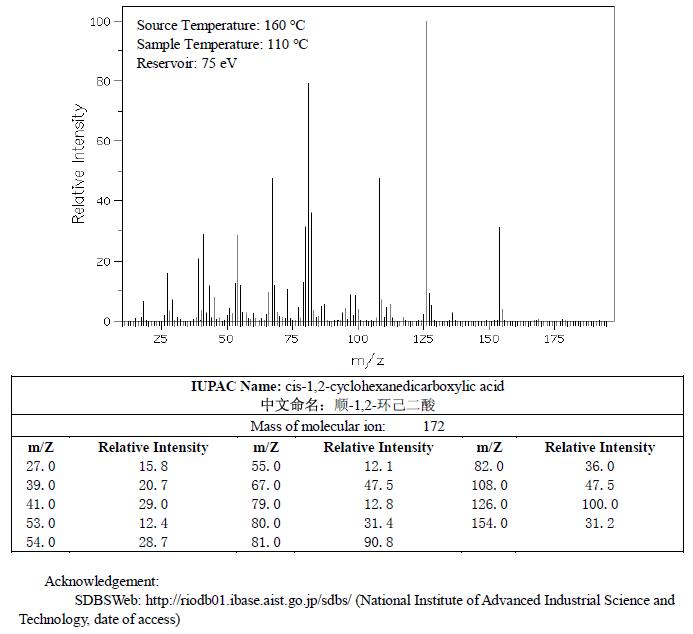 Source Temperature: 160 °C
Sample Temperature: 110 °C
Reservoir: 75 eV
Relative Intensity
100
80
60
40
20
0
25 50 75 100 125 150 175
m/z
IUPAC Name: cis-1,2-cyclohexanedicarboxylic acid
中文命名：顺-1,2-环己二酸
Mass of molecular ion: 172
m/Z Relative Intensity m/Z Relative Intensity m/Z Relative Intensity
27.0 15.8 55.0 12.1 82.0 36.0
39.0 20.7 67.0 47.5 108.0 47.5
41.0 29.0 79.0 12.8 126.0 100.0
53.0 12.4 80.0 31.4 154.0 31.2
54.0 28.7 81.0 90.8
Acknowledgement:
SDBSWeb: http://riodb01.ibase.aist.go.jp/sdbs/ (National Institute of Advanced Industrial Science and
Technology, date of access)